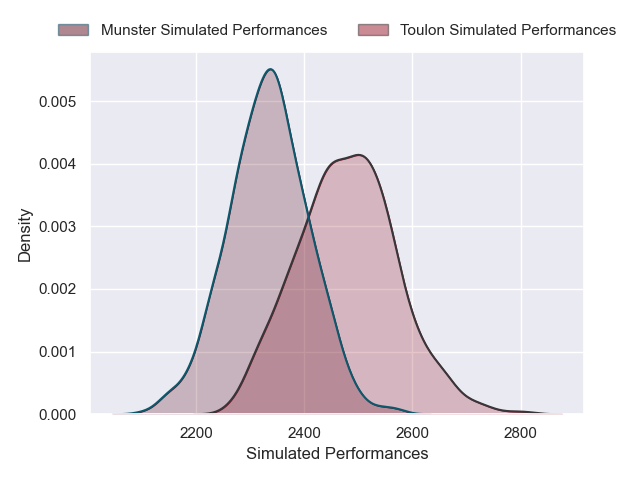 Munster Simulated Performances
Toulon Simulated Performances
Density
0.005
0.004
0.003
0.002
0.001
0.000
2200
2400
2600
2800
Simulated Performances